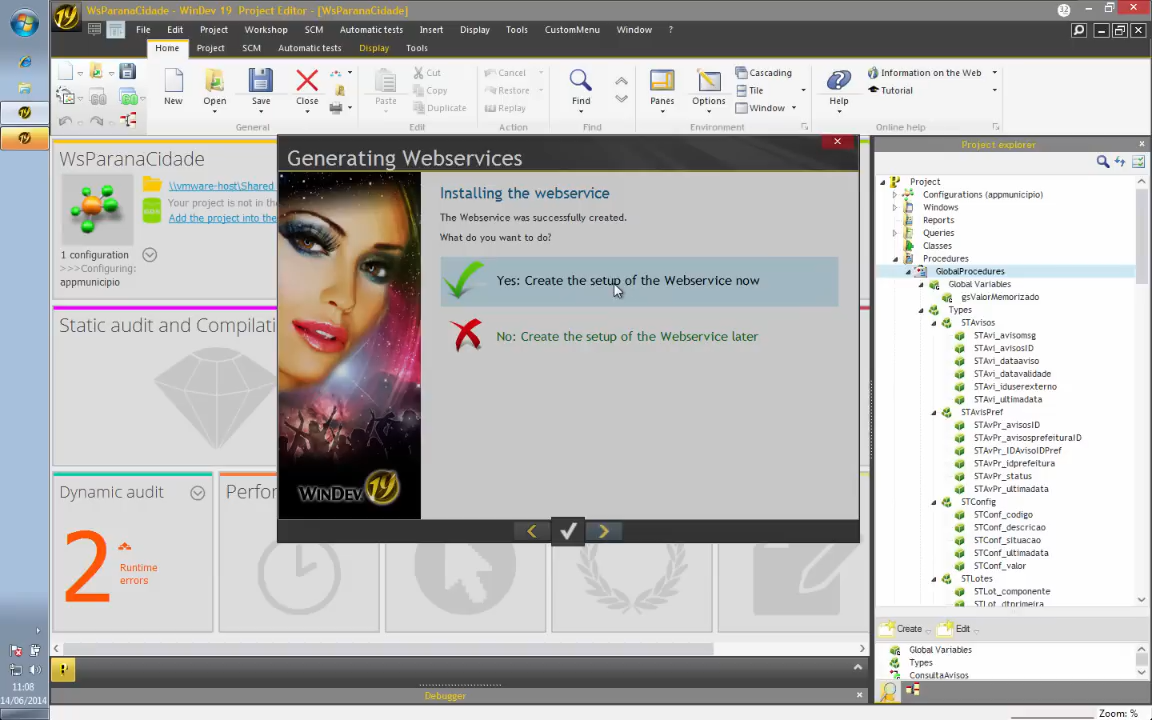 WsParanaCidade - WinDev 19 Project Editor - [WsParanaCidade]
32
File Edit Project Workshop SCM Automatic tests Insert Display Tools CustomMenu Window ?
Home Project SCM Automatic tests Display Tools
New Open Save Close Paste Cut Copy Duplicate Cancel Restore Replay Find Panes Options Cascading Tile Window Help Information on the Web Tutorial
General Edit Action Find Environment Online help
WsParanaCidade
\\vmware-host\Shared
Your project is not in the
Add the project into the
1 configuration
>>>Configuring:
appmunicipio
Static audit and Compilati
Dynamic audit
2
Runtime
errors
Perfor
Generating Webservices
Installing the webservice
The Webservice was successfully created.
What do you want to do?
Yes: Create the setup of the Webservice now
No: Create the setup of the Webservice later
WINDEV 19
Project explorer
Project
Configurations (appmunicipio)
Windows
Reports
Queries
Classes
Procedures
GlobalProcedures
Global Variables
gsValorMemorizado
Types
STAvisos
STAvi_avisomsg
STAvi_avisosID
STAvi_dataaviso
STAvi_datavalidade
STAvi_iduserexterno
STAvi_ultimadata
STAvisPref
STAvPr_avisosID
STAvPr_avisosprefeituraID
STAvPr_IDAvisoIDPref
STAvPr_idprefeitura
STAvPr_status
STAvPr_ultimadata
STConfig
STConf_codigo
STConf_descricao
STConf_situacao
STConf_ultimadata
STConf_valor
STLotes
STLot_componente
STLot_dtprimeira
Create Edit
Global Variables
Types
ConsultaAvisos
Debugger
11:08
14/06/2014
Zoom: %